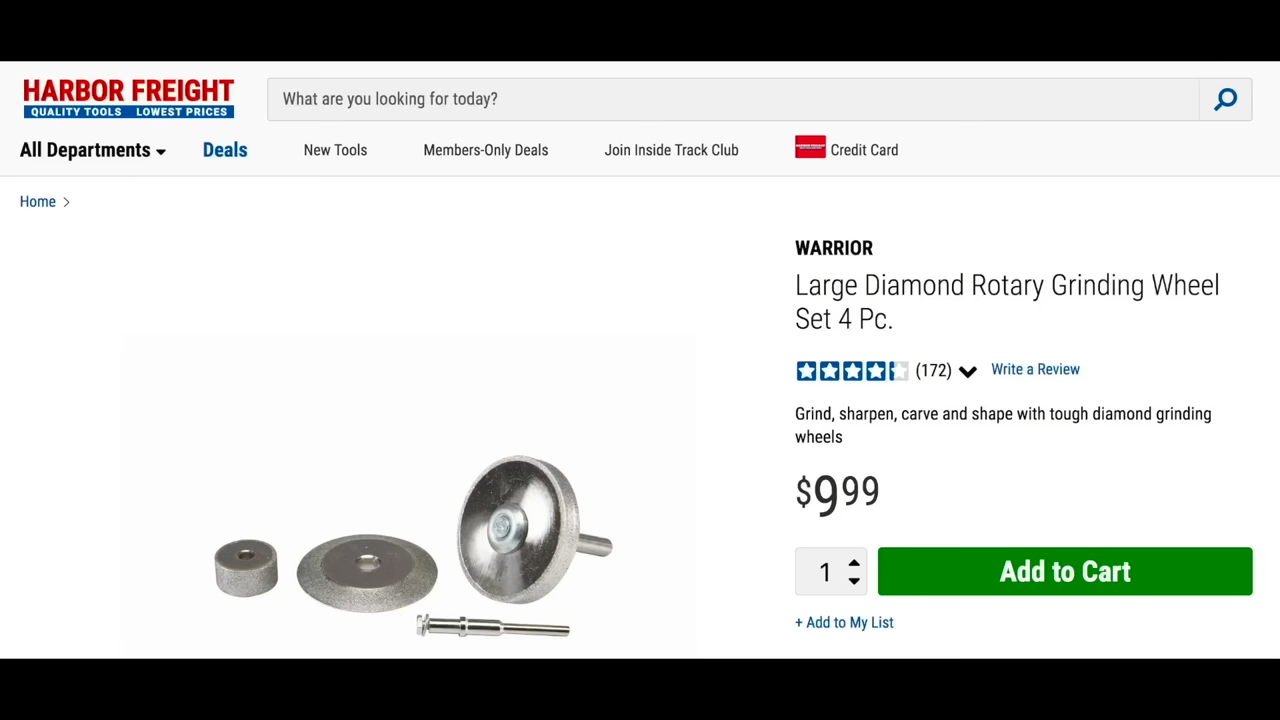 HARBOR FREIGHT
QUALITY TOOLS LOWEST PRICES
What are you looking for today?
All Departments
Deals
New Tools
Members-Only Deals
Join Inside Track Club
Credit Card
Home >
WARRIOR
Large Diamond Rotary Grinding Wheel
Set 4 Pc.
(172)
Write a Review
Grind, sharpen, carve and shape with tough diamond grinding
wheels
$999
1
Add to Cart
+ Add to My List